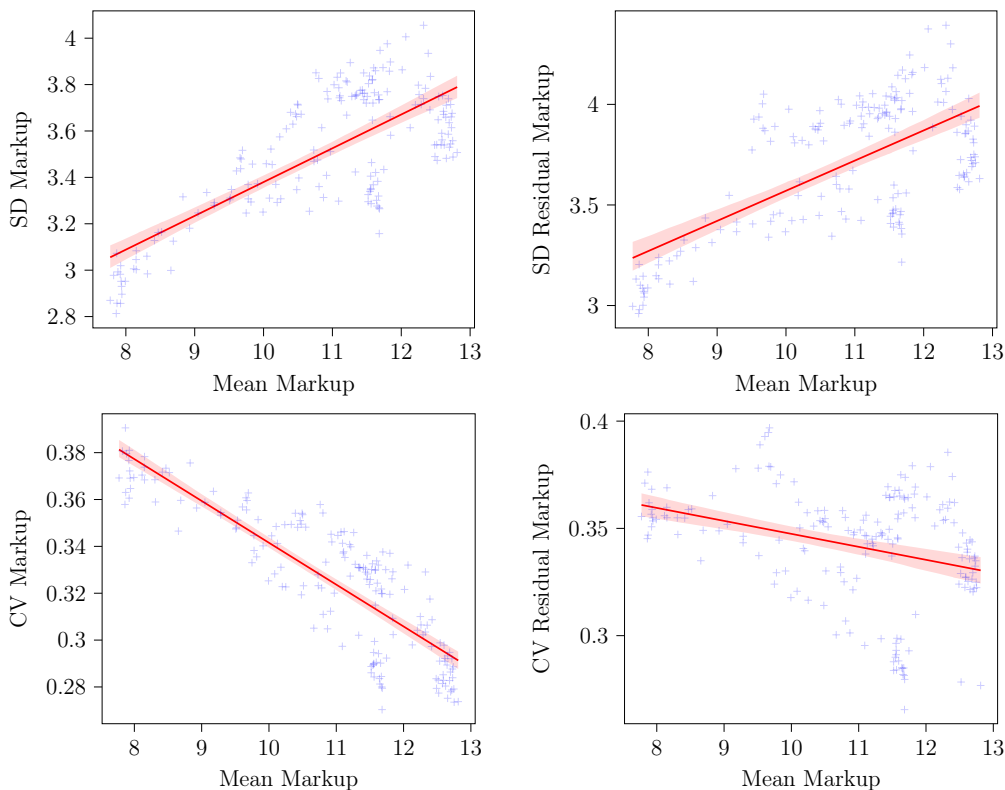 SD Markup
4
3.8
3.6
3.4
3.2
3
2.8
8 9 10 11 12 13
Mean Markup
SD Residual Markup
4
3.5
3
8 9 10 11 12 13
Mean Markup
CV Markup
0.38
0.36
0.34
0.32
0.3
0.28
8 9 10 11 12 13
Mean Markup
CV Residual Markup
0.4
0.35
0.3
8 9 10 11 12 13
Mean Markup